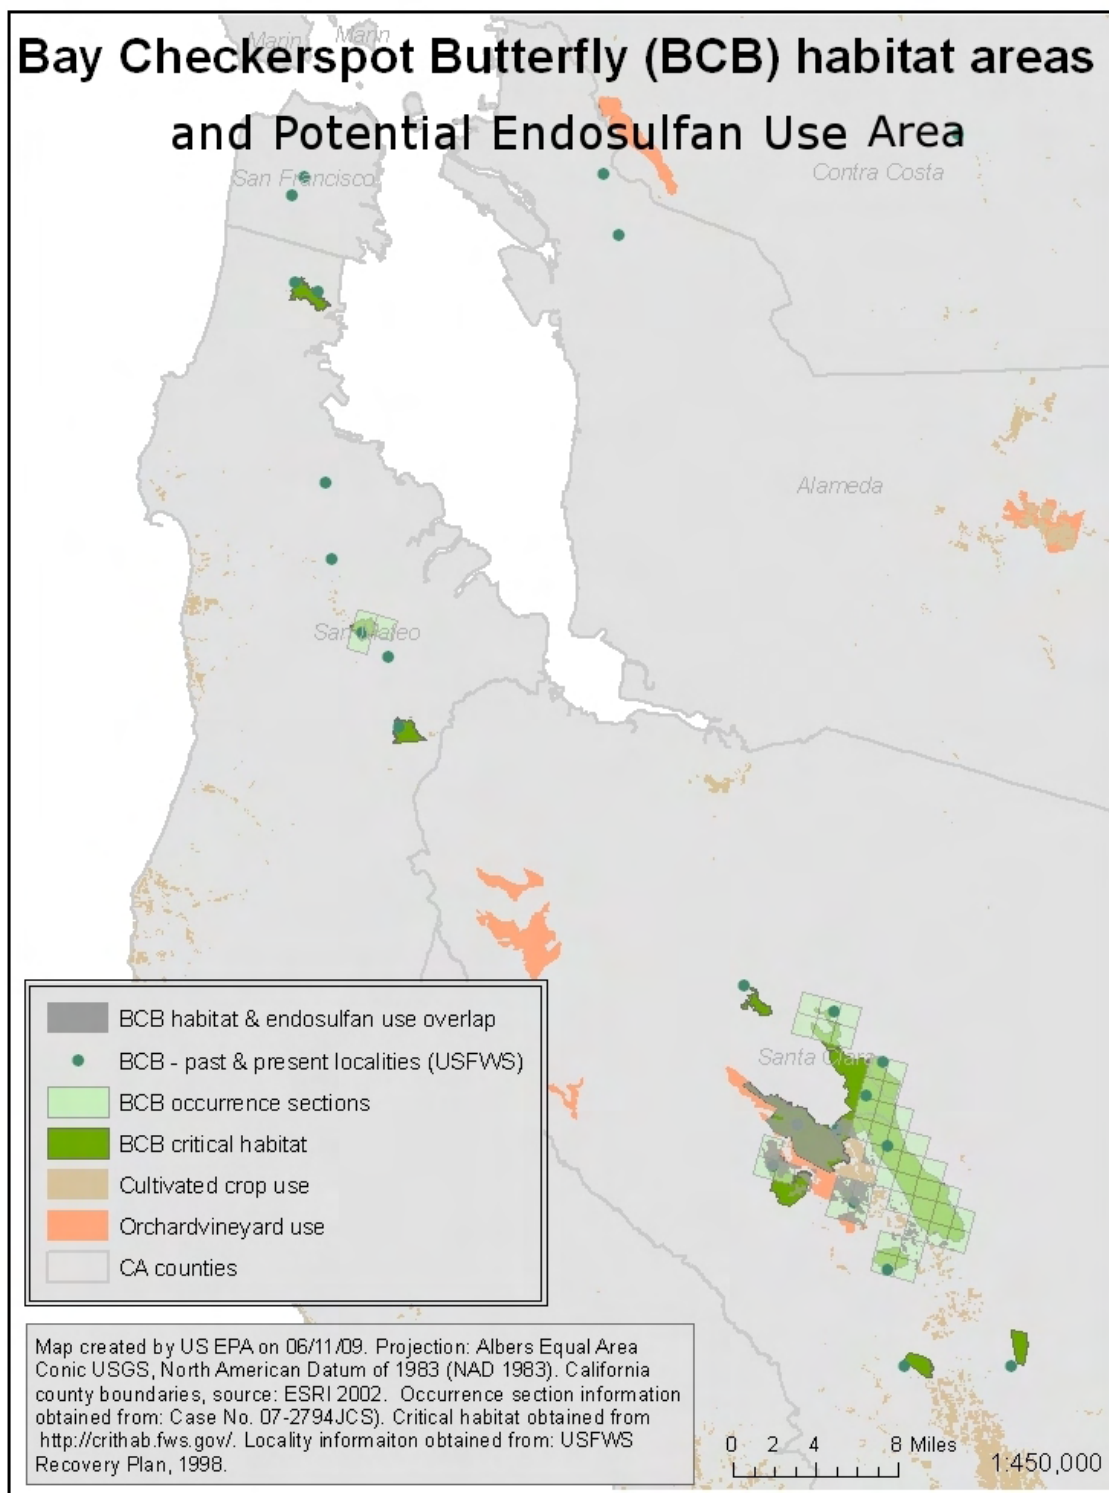 Marin Marin
Bay Checkerspot Butterfly (BCB) habitat areas
and Potential Endosulfan Use Area
San Francisco
Contra Costa
Alameda
San Mateo
Santa Clara
BCB habitat & endosulfan use overlap
BCB - past & present localities (USFWS)
BCB occurrence sections
BCB critical habitat
Cultivated crop use
Orchardvineyard use
CA counties
Map created by US EPA on 06/11/09. Projection: Albers Equal Area
Conic USGS, North American Datum of 1983 (NAD 1983). California
county boundaries, source: ESRI 2002. Occurrence section information
obtained from: Case No. 07-2794JCS). Critical habitat obtained from
http://crithab.fws.gov/. Locality informaiton obtained from: USFWS
Recovery Plan, 1998.
0 2 4 8 Miles
1:450,000